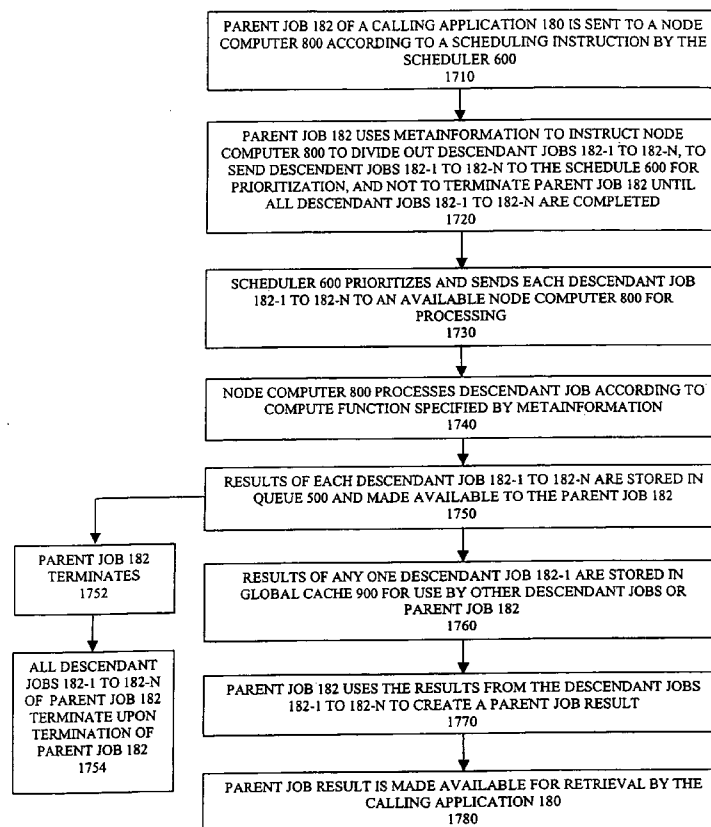 PARENT JOB 182 OF A CALLING APPLICATION 180 IS SENT TO A NODE
COMPUTER 800 ACCORDING TO A SCHEDULING INSTRUCTION BY THE
SCHEDULER 600
1710
PARENT JOB 182 USES METAINFORMATION TO INSTRUCT NODE
COMPUTER 800 TO DIVIDE OUT DESCENDANT JOBS 182-1 TO 182-N, TO
SEND DESCENDENT JOBS 182-1 TO 182-N TO THE SCHEDULE 600 FOR
PRIORITIZATION, AND NOT TO TERMINATE PARENT JOB 182 UNTIL
ALL DESCENDANT JOBS 182-1 TO 182-N ARE COMPLETED
1720
SCHEDULER 600 PRIORITIZES AND SENDS EACH DESCENDANT JOB
182-1 TO 182-N TO AN AVAILABLE NODE COMPUTER 800 FOR
PROCESSING
1730
NODE COMPUTER 800 PROCESSES DESCENDANT JOB ACCORDING TO
COMPUTE FUNCTION SPECIFIED BY METAINFORMATION
1740
RESULTS OF EACH DESCENDANT JOB 182-1 TO 182-N ARE STORED IN
QUEUE 500 AND MADE AVAILABLE TO THE PARENT JOB 182
1750
PARENT JOB 182
TERMINATES
1752
ALL DESCENDANT
JOBS 182-1 TO 182-N
OF PARENT JOB 182
TERMINATE UPON
TERMINATION OF
PARENT JOB 182
1754
RESULTS OF ANY ONE DESCENDANT JOB 182-1 ARE STORED IN
GLOBAL CACHE 900 FOR USE BY OTHER DESCENDANT JOBS OR
PARENT JOB 182
1760
PARENT JOB 182 USES THE RESULTS FROM THE DESCENDANT JOBS
182-1 TO 182-N TO CREATE A PARENT JOB RESULT
1770
PARENT JOB RESULT IS MADE AVAILABLE FOR RETRIEVAL BY THE
CALLING APPLICATION 180
1780